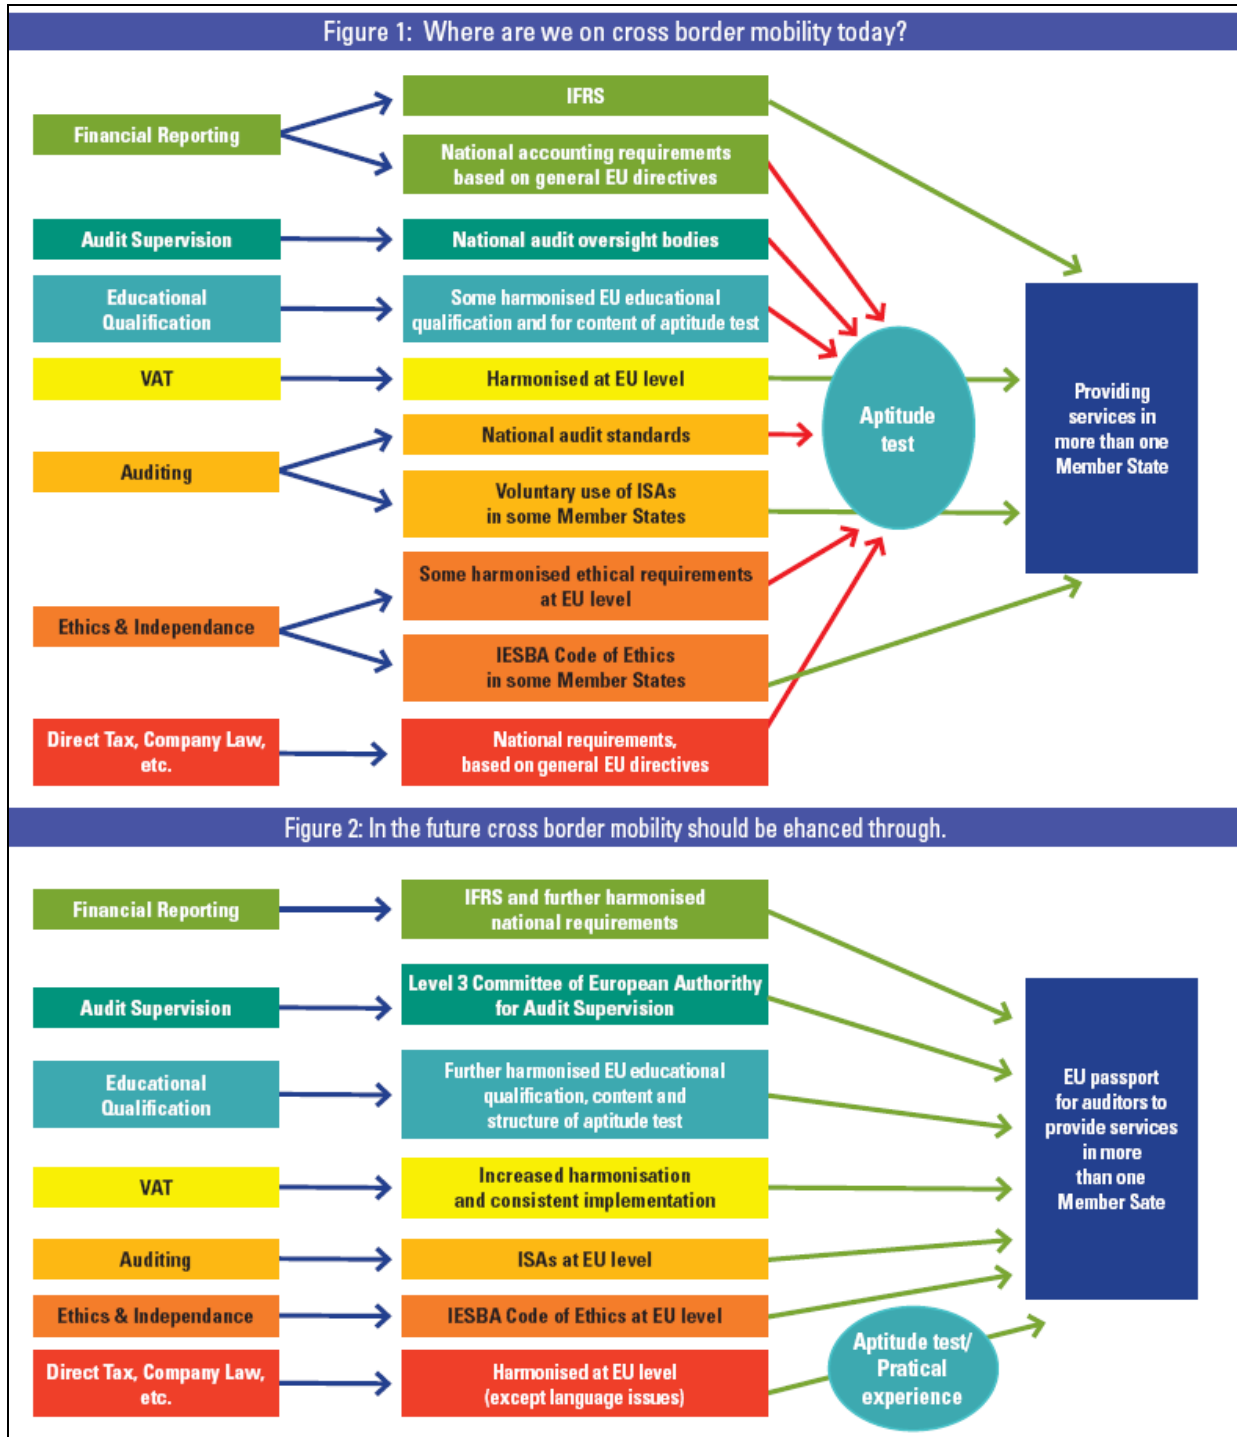 Figure 1: Where are we on cross border mobility today?
Financial Reporting
IFRS
National accounting requirements
based on general EU directives
Audit Supervision
National audit oversight bodies
Educational
Qualification
Some harmonised EU educational
qualification and for content of aptitude test
VAT
Harmonised at EU level
Auditing
National audit standards
Voluntary use of ISAs
in some Member States
Ethics & Independance
Some harmonised ethical requirements
at EU level
IESBA Code of Ethics
in some Member States
Direct Tax, Company Law,
etc.
National requirements,
based on general EU directives
Aptitude
test
Providing
services in
more than one
Member State
Figure 2: In the future cross border mobility should be ehanced through.
Financial Reporting
IFRS and further harmonised
national requirements
Audit Supervision
Level 3 Committee of European Authorithy
for Audit Supervision
Educational
Qualification
Further harmonised EU educational
qualification, content and
structure of aptitude test
VAT
Increased harmonisation
and consistent implementation
Auditing
ISAs at EU level
Ethics & Independance
IESBA Code of Ethics at EU level
Direct Tax, Company Law,
etc.
Harmonised at EU level
(except language issues)
Aptitude test/
Pratical
experience
EU passport
for auditors to
provide services
in more
than one
Member Sate